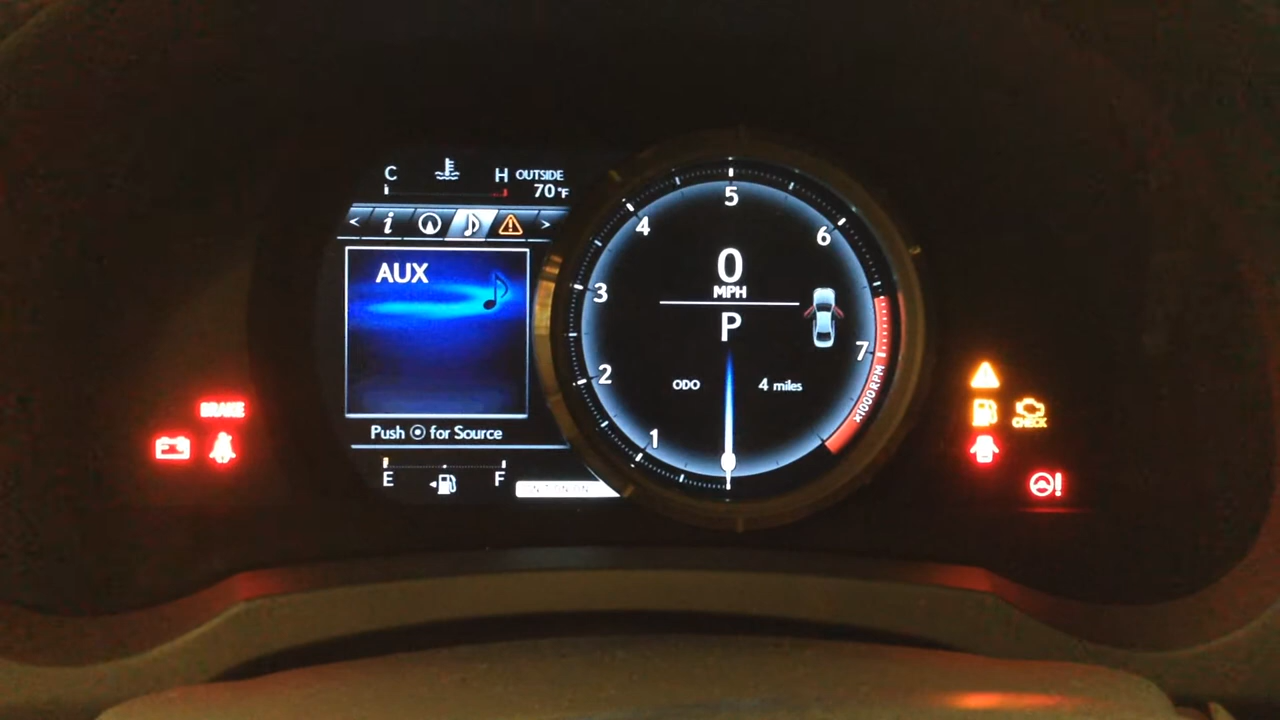 C H OUTSIDE
70°F
< i >
AUX
Push for Source
E F
5
4 6
3
2
7
1
x1000RPM
0
MPH
P
ODO 4 miles
BRAKE
CHECK
!